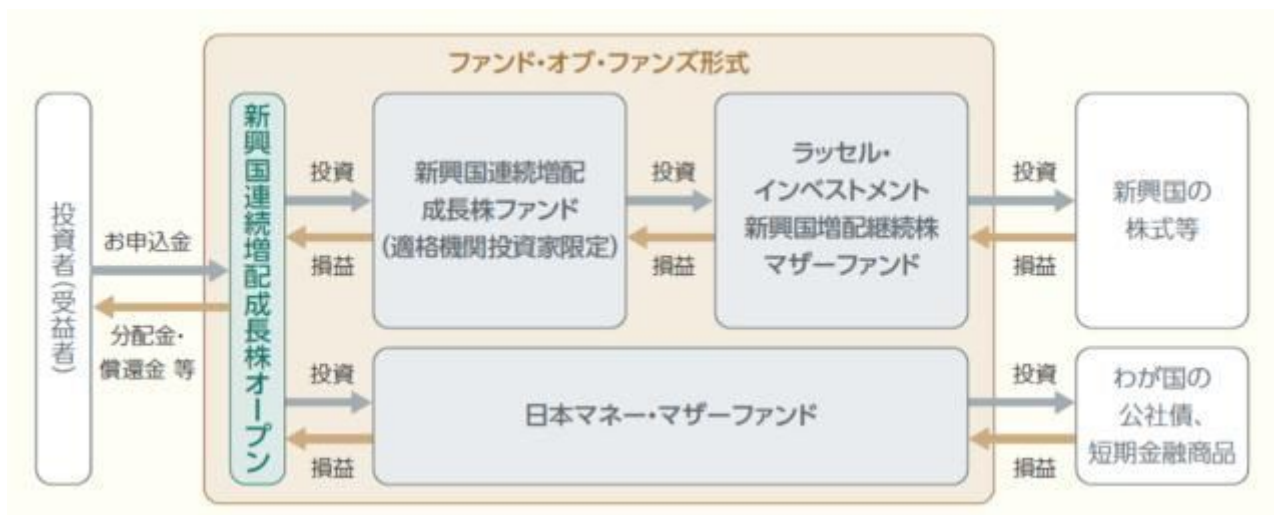 ファンド・オブ・ファンズ形式
投資者(受益者)
お申込金
分配金・
償還金 等
新興国連続増配成長株オープン
投資
損益
新興国連続増配
成長株ファンド
(適格機関投資家限定)
投資
損益
ラッセル・
インベストメント
新興国増配継続株
マザーファンド
投資
損益
新興国の
株式等
投資
損益
日本マネー・マザーファンド
投資
損益
わが国の
公社債、
短期金融商品